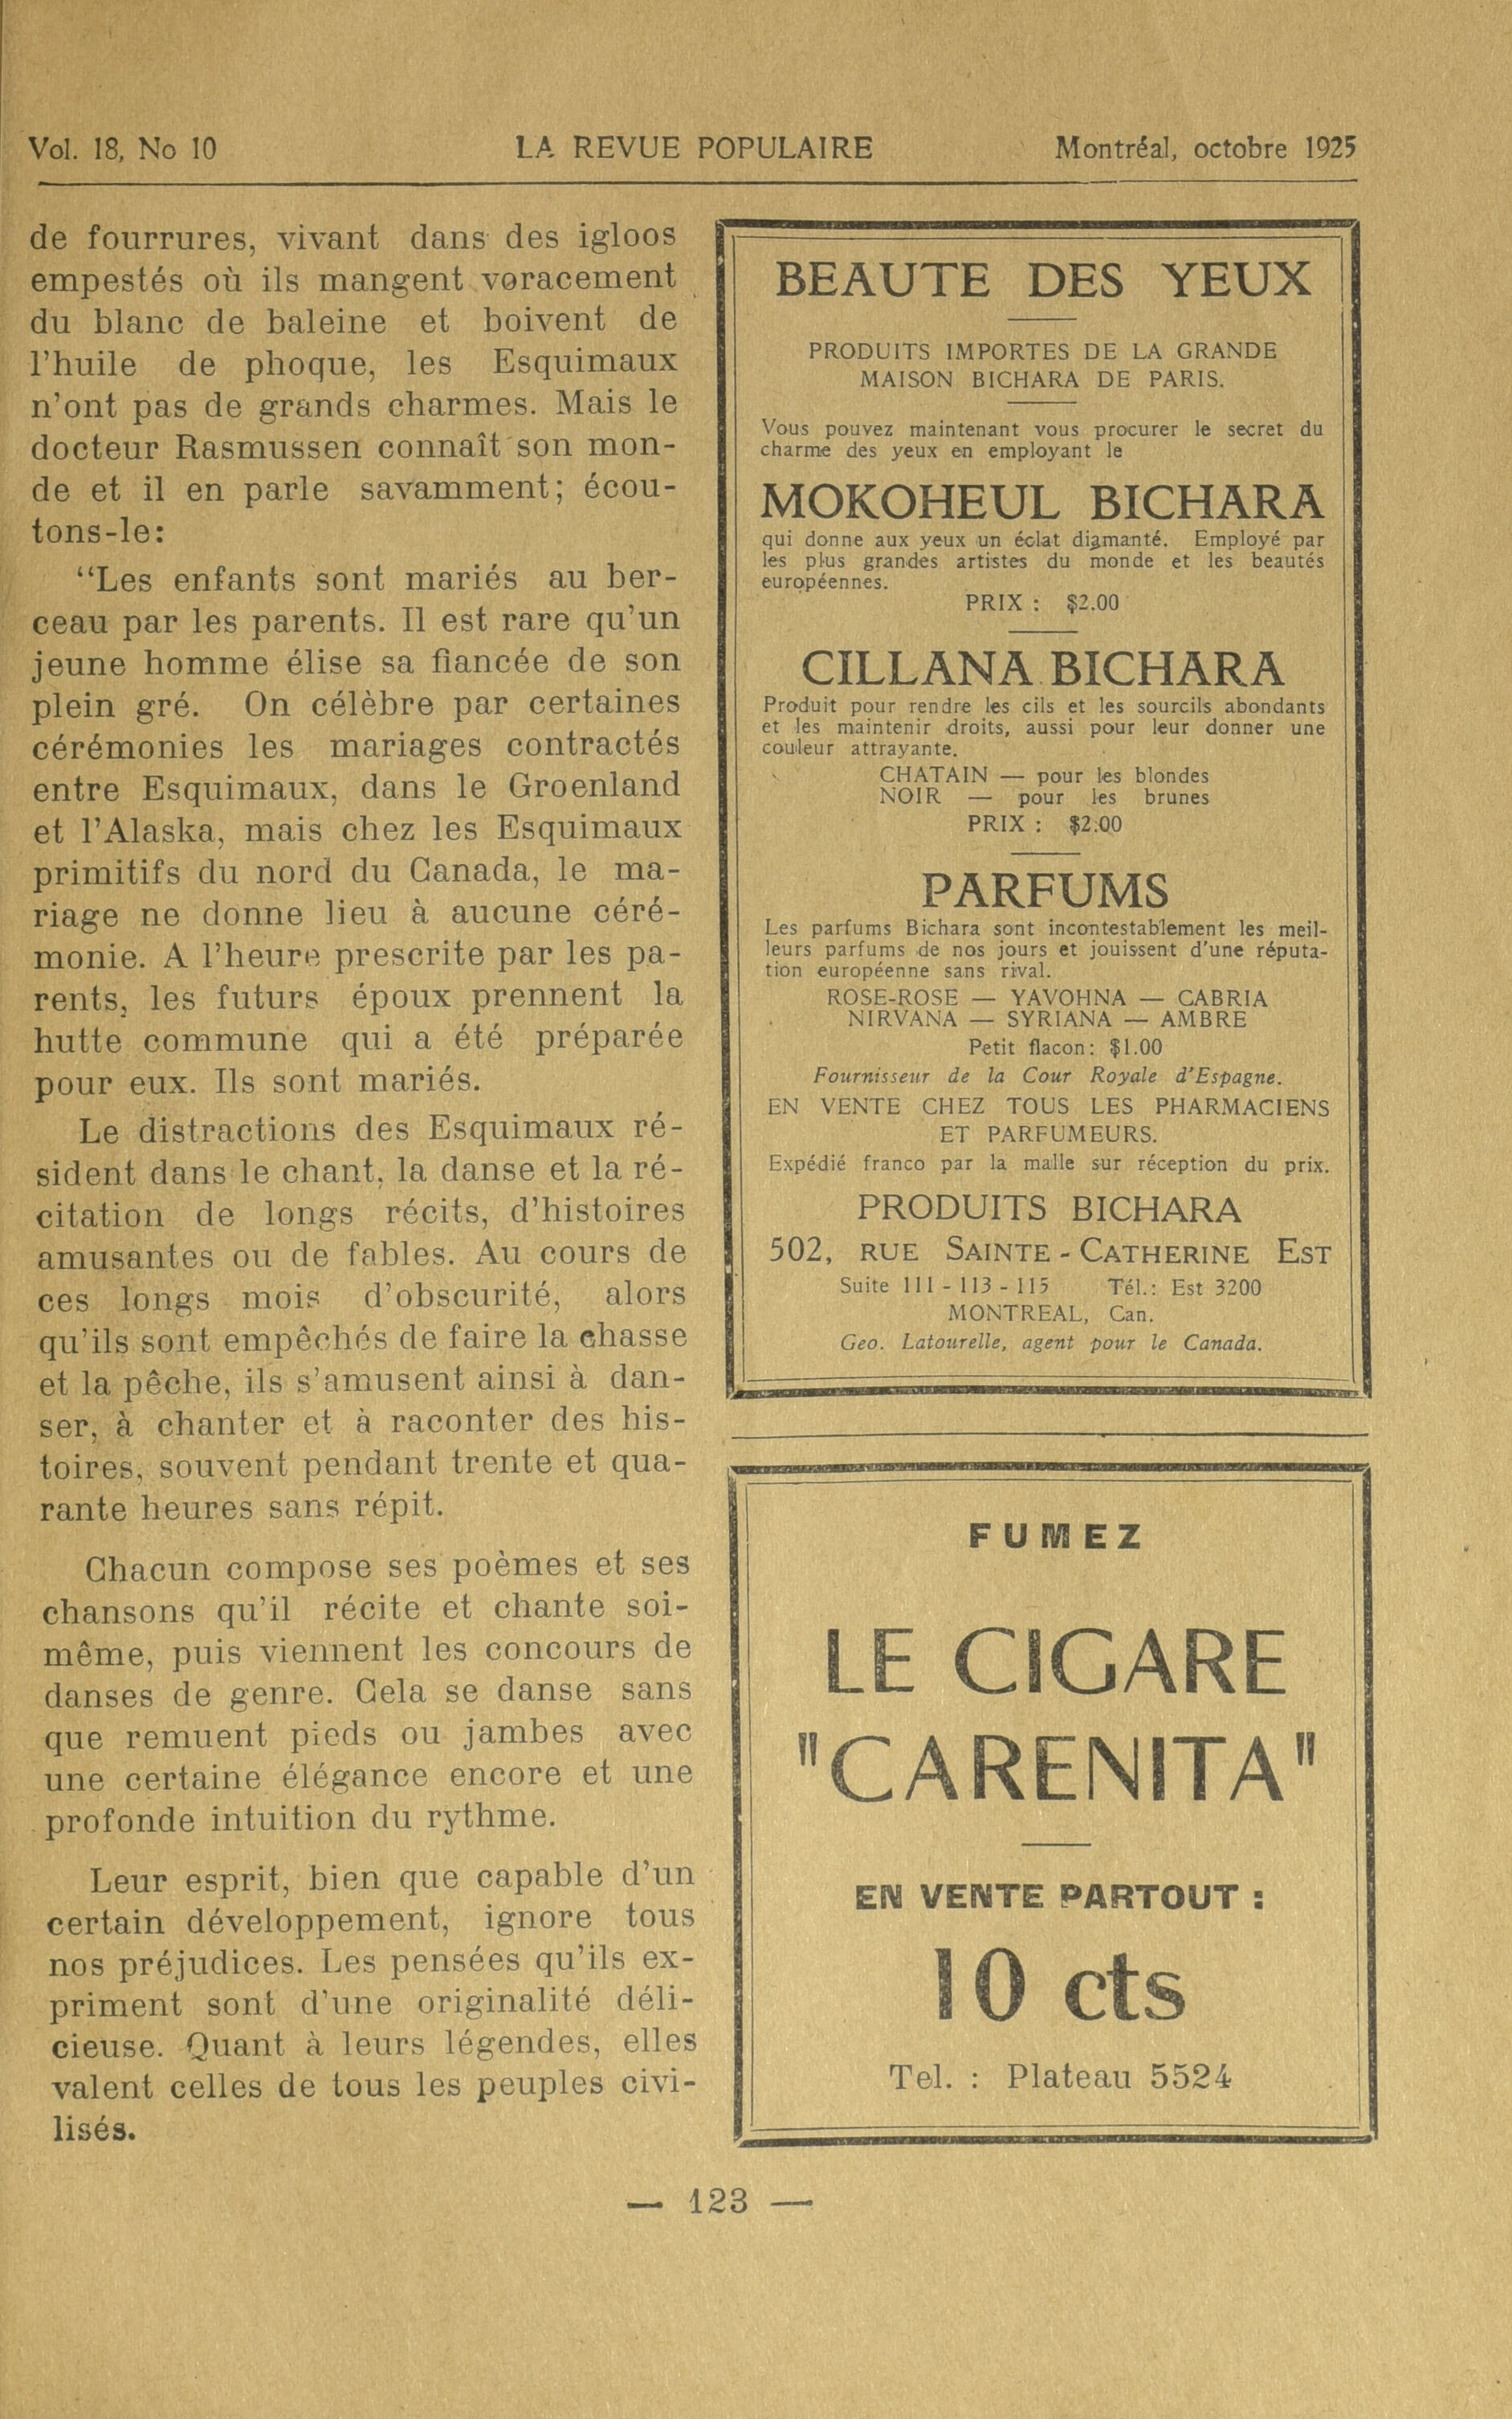 Vol. 18, No 10 LA REVUE POPULAIRE Montréal, octobre 1925
de fourrures, vivant dans des igloos
empestés où ils mangent voracement
du blanc de baleine et boivent de
l'huile de phoque, les Esquimaux
n'ont pas de grands charmes. Mais le
docteur Rasmussen connaît son mon-
de et il en parle savamment; écou-
tons-le:
"Les enfants sont mariés au ber-
ceau par les parents. Il est rare qu'un
jeune homme élise sa fiancée de son
plein gré. On célèbre par certaines
cérémonies les mariages contractés
entre Esquimaux, dans le Groenland
et l'Alaska, mais chez les Esquimaux
primitifs du nord du Canada, le ma-
riage ne donne lieu à aucune céré-
monie. A l'heure prescrite par les pa-
rents, les futurs époux prennent la
hutte commune qui a été préparée
pour eux. Ils sont mariés.
Le distractions des Esquimaux ré-
sident dans le chant, la danse et la ré-
citation de longs récits, d'histoires
amusantes ou de fables. Au cours de
ces longs mois d'obscurité, alors
qu'ils sont empêchés de faire la chasse
et la pêche, ils s'amusent ainsi à dan-
ser, à chanter et à raconter des his-
toires, souvent pendant trente et qua-
rante heures sans répit.
Chacun compose ses poèmes et ses
chansons qu'il récite et chante soi-
même, puis viennent les concours de
danses de genre. Cela se danse sans
que remuent pieds ou jambes avec
une certaine élégance encore et une
profonde intuition du rythme.
Leur esprit, bien que capable d'un
certain développement, ignore tous
nos préjudices. Les pensées qu'ils ex-
priment sont d'une originalité déli-
cieuse. Quant à leurs légendes, elles
valent celles de tous les peuples civi-
lisés.
BEAUTE DES YEUX
PRODUITS IMPORTES DE LA GRANDE
MAISON BICHARA DE PARIS.
Vous pouvez maintenant vous procurer le secret du
charme des yeux en employant le
MOKOHEUL BICHARA
qui donne aux yeux un éclat diamanté. Employé par
les plus grandes artistes du monde et les beautés
européennes.
PRIX : $2.00
CILLANA BICHARA
Produit pour rendre les cils et les sourcils abondants
et les maintenir droits, aussi pour leur donner une
couleur attrayante.
CHATAIN — pour les blondes
NOIR — pour les brunes
PRIX : $2.00
PARFUMS
Les parfums Bichara sont incontestablement les meil-
leurs parfums de nos jours et jouissent d'une réputa-
tion européenne sans rival.
ROSE-ROSE — YAVOHNA — CABRIA
NIRVANA — SYRIANA — AMBRE
Petit flacon: $1.00
Fournisseur de la Cour Royale d'Espagne.
EN VENTE CHEZ TOUS LES PHARMACIENS
ET PARFUMEURS.
Expédié franco par la malle sur réception du prix.
PRODUITS BICHARA
502, RUE SAINTE-CATHERINE EST
Suite 111-113-115 Tél.: Est 3200
MONTREAL, Can.
Geo. Latourelle, agent pour le Canada.
FUMEZ
LE CIGARE
"CARENITA"
EN VENTE PARTOUT :
10 cts
Tel. : Plateau 5524
— 123 —